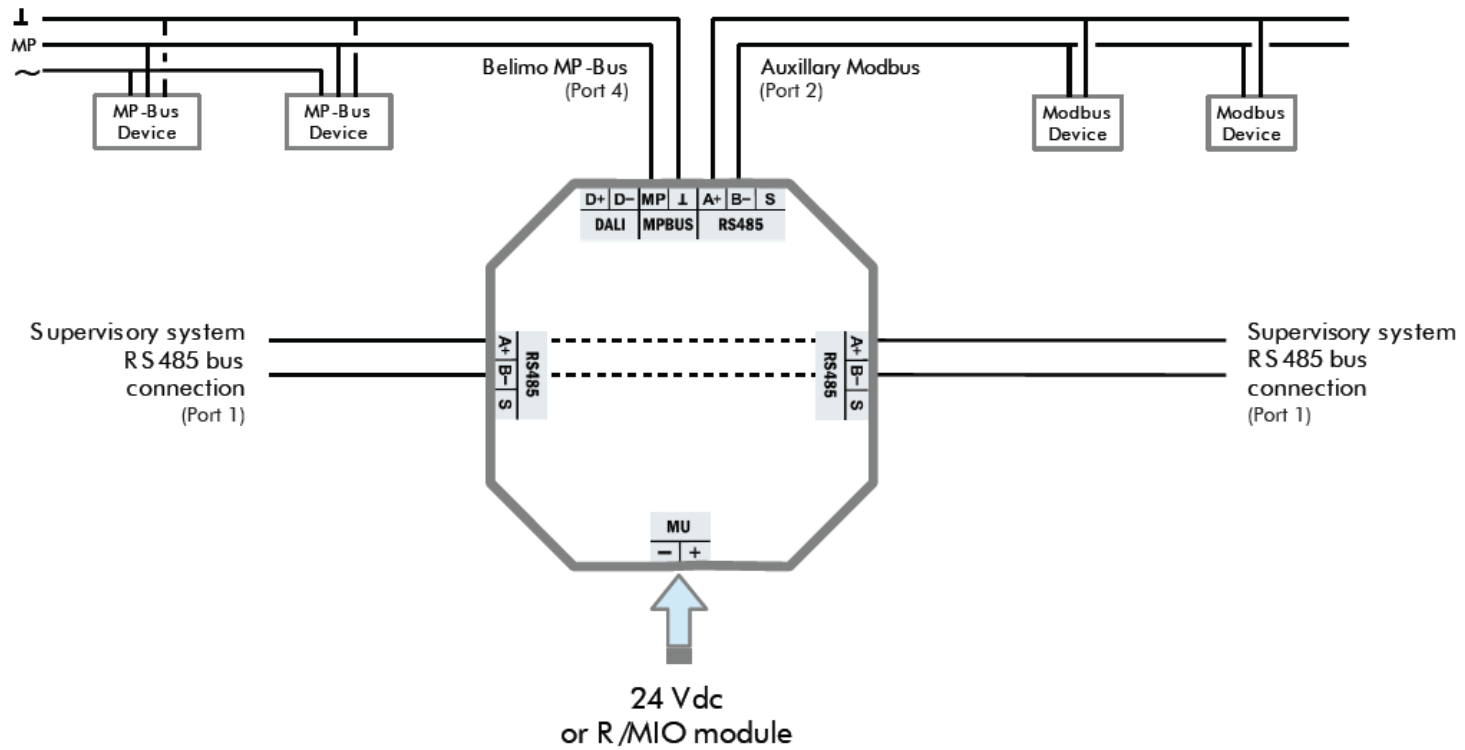 ⊥
MP
~
MP-Bus
Device
MP-Bus
Device
Belimo MP-Bus
(Port 4)
Auxillary Modbus
(Port 2)
Modbus
Device
Modbus
Device
D+ D− MP ⊥ A+ B− S
DALI MPBUS RS485
Supervisory system
RS485 bus
connection
(Port 1)
A+ B− S
RS485
RS485
A+ B− S
Supervisory system
RS485 bus
connection
(Port 1)
MU
− +
24 Vdc
or R/MIO module